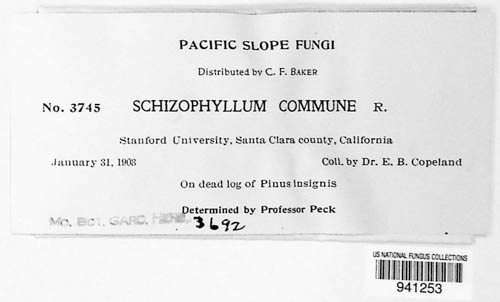 PACIFIC SLOPE FUNGI
Distributed by C. F. BAKER
No. 3745 SCHIZOPHYLLUM COMMUNE R.
Stanford University, Santa Clara county, California
January 31, 1903 Coll. by Dr. E. B. Copeland
On dead log of Pinus insignis
Determined by Professor Peck
MO. BOT. GARD. HERB. 3692
US NATIONAL FUNGUS COLLECTIONS
941253